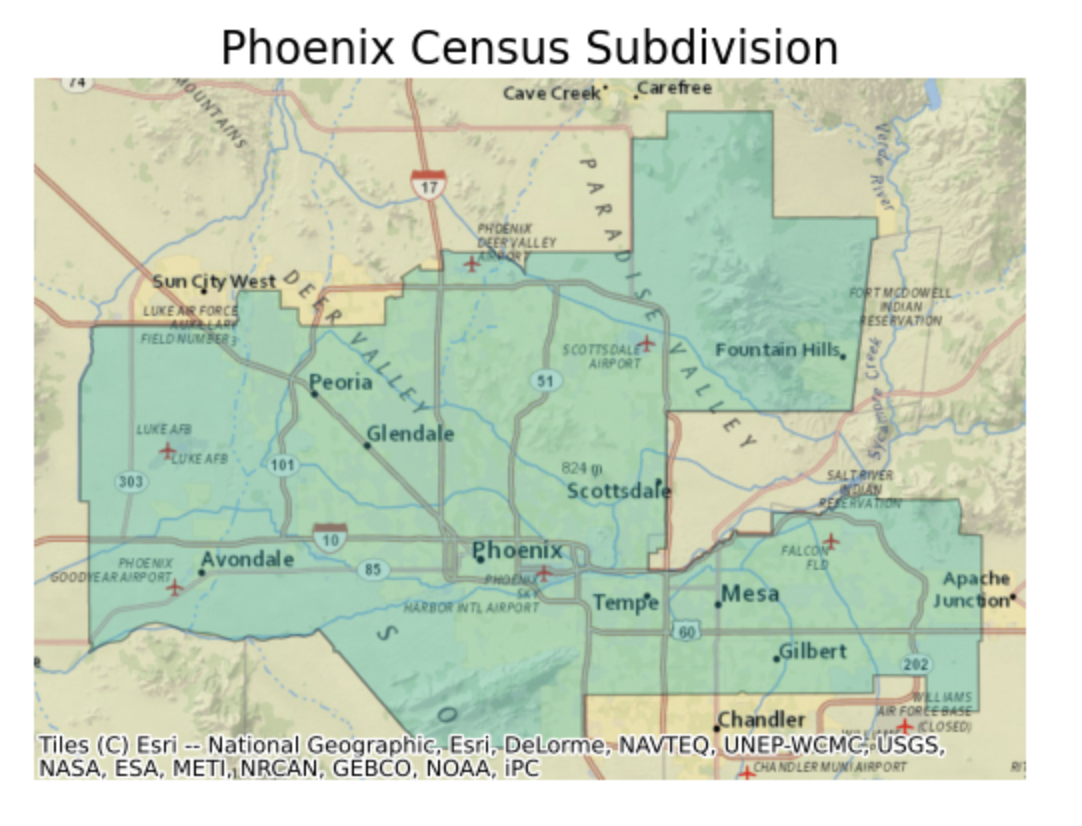 Phoenix Census Subdivision
74
MOUNTAINS
Cave Creek
Carefree
Verde River
17
PARADISE VALLEY
PHOENIX
DEER VALLEY
AIRPORT
Sun City West
DEER VALLEY
LUKE AIR FORCE
AUXILIARY
FIELD NUMBER 3
FORT MCDOWELL
INDIAN
RESERVATION
SCOTTSDALE
AIRPORT
Fountain Hills
Peoria
51
Sycamore Creek
LUKE AFB
LUKE AFB
Glendale
101
303
824 m
Scottsdale
SALT RIVER
INDIAN
RESERVATION
10
Phoenix
FALCON
FLD
PHOENIX
GOODYEAR AIRPORT
Avondale
85
PHOENIX
SKY
HARBOR INTL AIRPORT
Apache
Junction
Tempe
Mesa
S
60
Gilbert
202
O
Chandler
WILLIAMS
AIR FORCE BASE
(CLOSED)
Tiles (C) Esri -- National Geographic, Esri, DeLorme, NAVTEQ, UNEP-WCMC, USGS,
NASA, ESA, METI, NRCAN, GEBCO, NOAA, iPC
CHANDLER MUNI AIRPORT